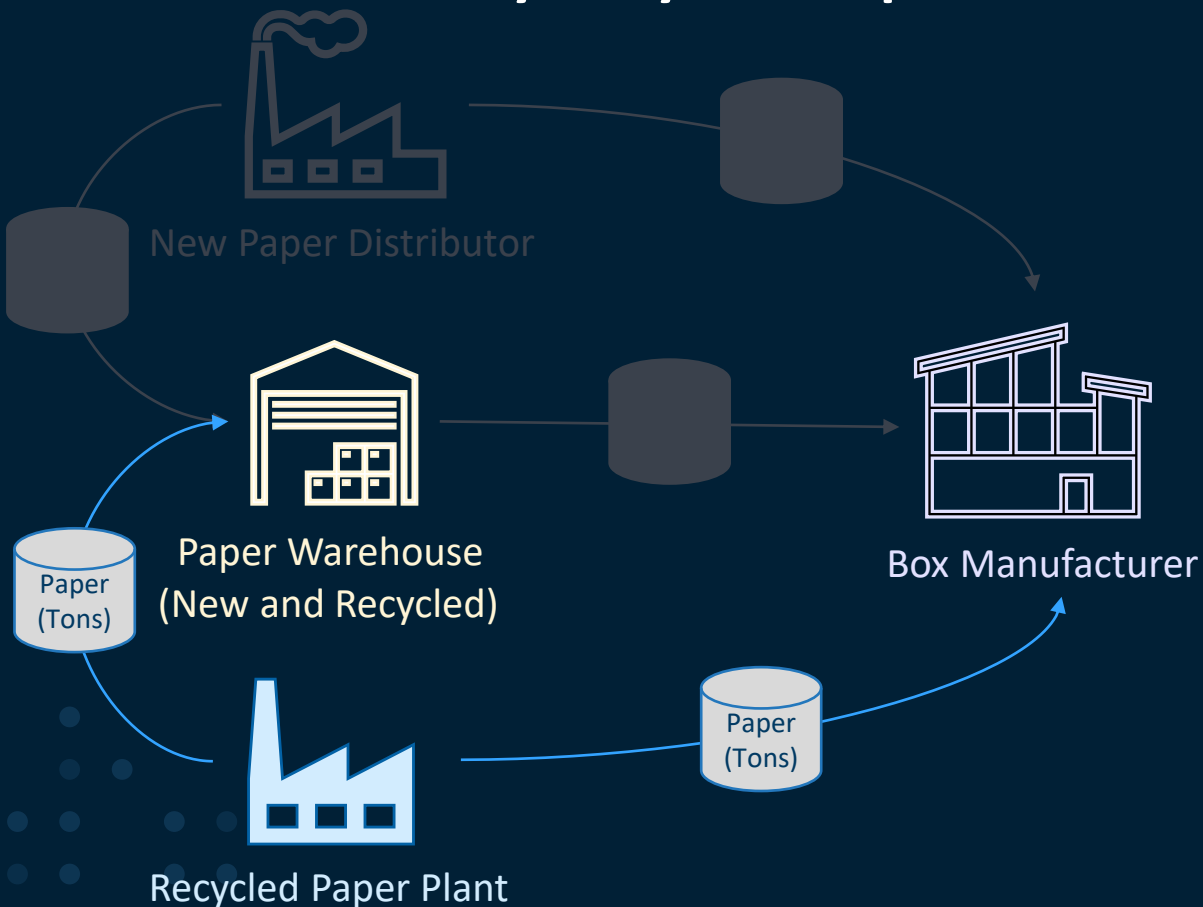 New Paper Distributor
Paper Warehouse
(New and Recycled)
Box Manufacturer
Paper
(Tons)
Paper
(Tons)
Recycled Paper Plant